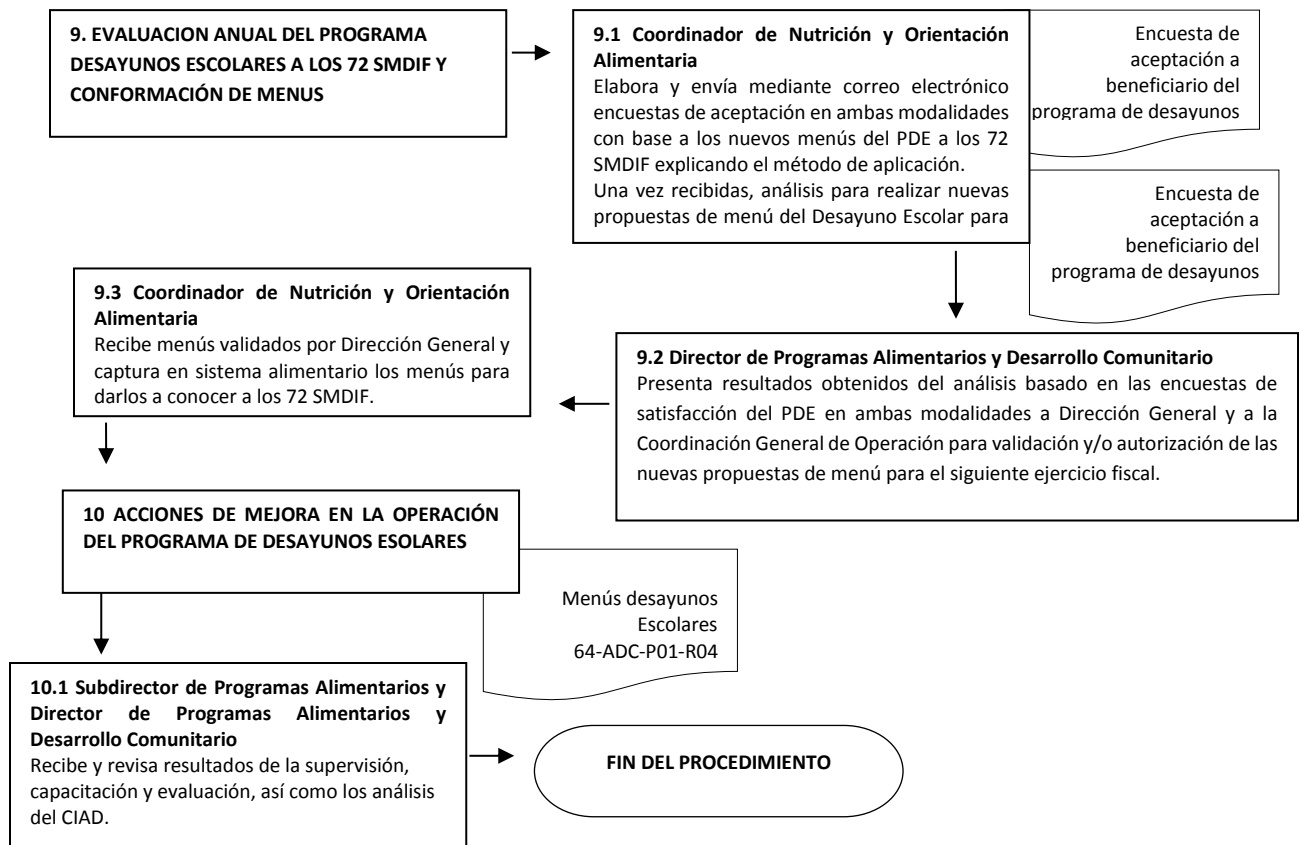 9. EVALUACION ANUAL DEL PROGRAMA
DESAYUNOS ESCOLARES A LOS 72 SMDIF Y
CONFORMACIÓN DE MENUS
9.1 Coordinador de Nutrición y Orientación
Alimentaria
Elabora y envía mediante correo electrónico
encuestas de aceptación en ambas modalidades
con base a los nuevos menús del PDE a los 72
SMDIF explicando el método de aplicación.
Una vez recibidas, análisis para realizar nuevas
propuestas de menú del Desayuno Escolar para
Encuesta de
aceptación a
beneficiario del
programa de desayunos
Encuesta de
aceptación a
beneficiario del
programa de desayunos
9.2 Director de Programas Alimentarios y Desarrollo Comunitario
Presenta resultados obtenidos del análisis basado en las encuestas de
satisfacción del PDE en ambas modalidades a Dirección General y a la
Coordinación General de Operación para validación y/o autorización de las
nuevas propuestas de menú para el siguiente ejercicio fiscal.
9.3 Coordinador de Nutrición y Orientación
Alimentaria
Recibe menús validados por Dirección General y
captura en sistema alimentario los menús para
darlos a conocer a los 72 SMDIF.
10 ACCIONES DE MEJORA EN LA OPERACIÓN
DEL PROGRAMA DE DESAYUNOS ESOLARES
Menús desayunos
Escolares
64-ADC-P01-R04
10.1 Subdirector de Programas Alimentarios y
Director de Programas Alimentarios y
Desarrollo Comunitario
Recibe y revisa resultados de la supervisión,
capacitación y evaluación, así como los análisis
del CIAD.
FIN DEL PROCEDIMIENTO